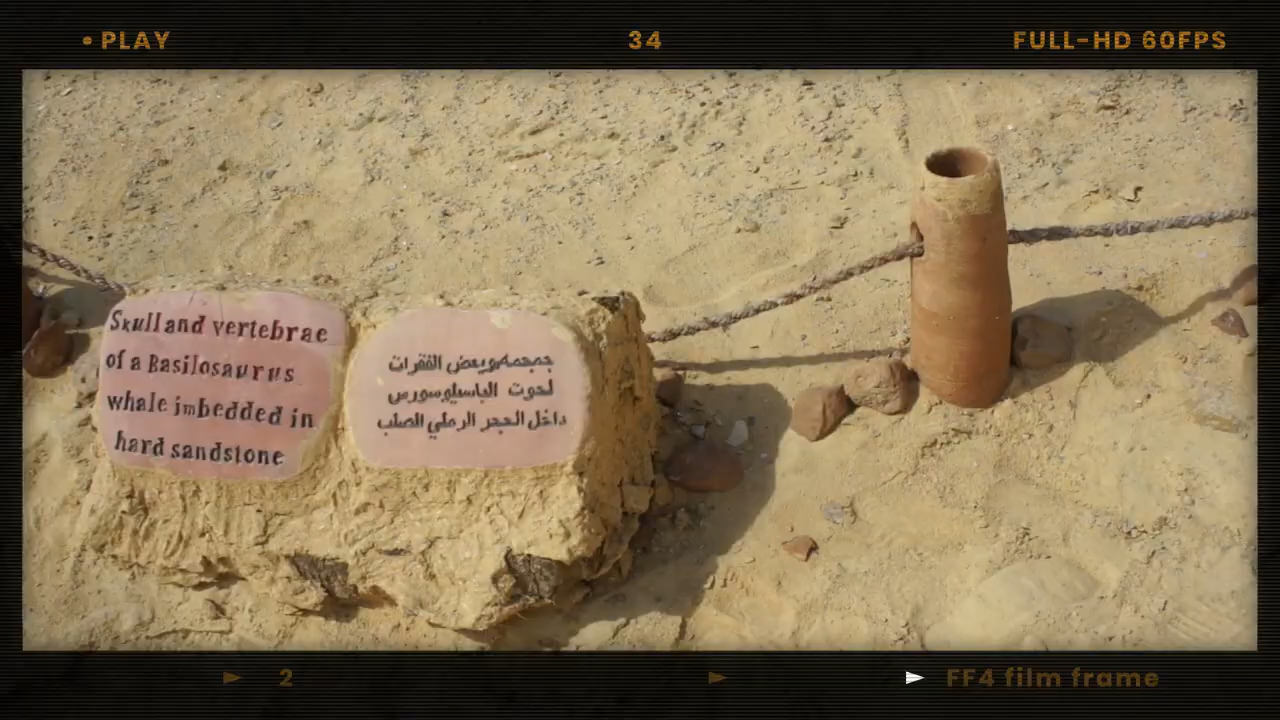 PLAY
34
FULL-HD 60FPS
Skull and vertebrae
of a Basilosaurus
whale imbedded in
hard sandstone
جمجمه وبعض الفقرات
لحوت الباسيلوسورس
داخل الحجر الرملي الصلب
2
FF4 film frame